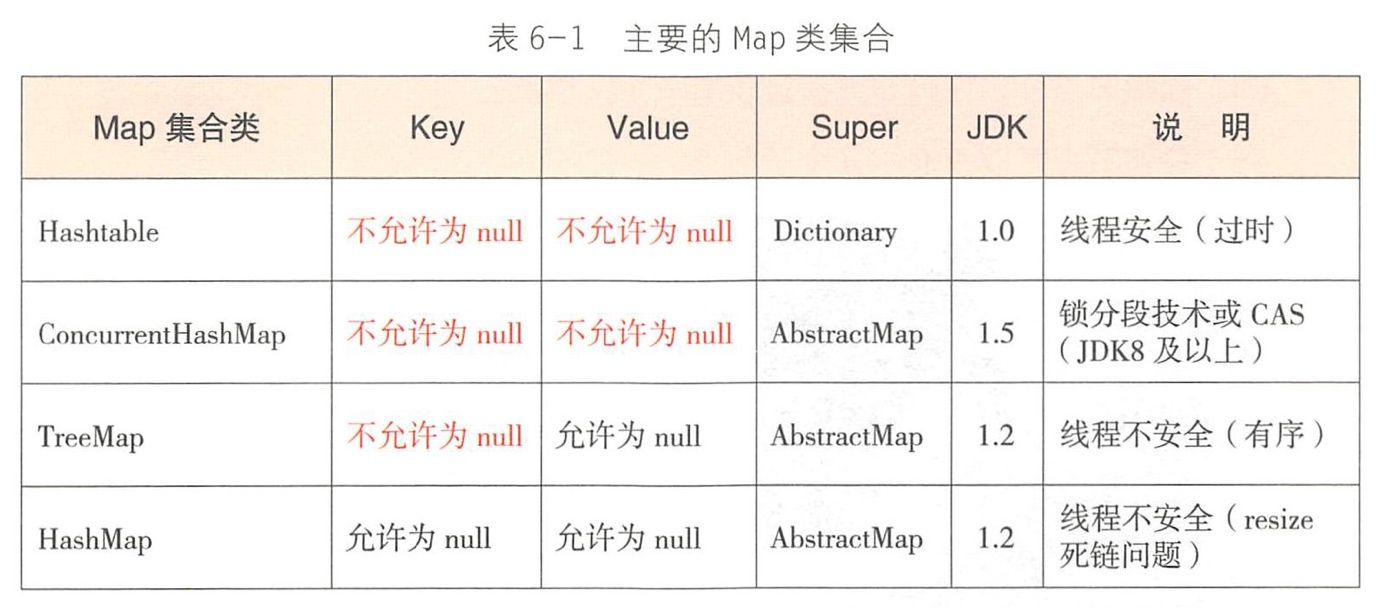 表 6-1 主要的 Map 类集合
Map 集合类 Key Value Super JDK 说 明
Hashtable 不允许为 null 不允许为 null Dictionary 1.0 线程安全（过时）
ConcurrentHashMap 不允许为 null 不允许为 null AbstractMap 1.5 锁分段技术或 CAS
（JDK8 及以上）
TreeMap 不允许为 null 允许为 null AbstractMap 1.2 线程不安全（有序）
HashMap 允许为 null 允许为 null AbstractMap 1.2 线程不安全（resize
死链问题）